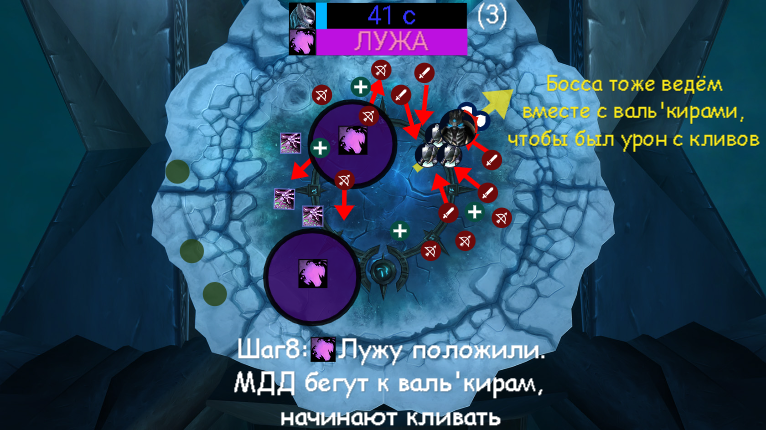 41 с
(3)
ЛУЖА
Босса тоже ведём
вместе с валь'кирами,
чтобы был урон с кливов
Шаг8: Лужу положили.
МДД бегут к валь'кирам,
начинают кливать